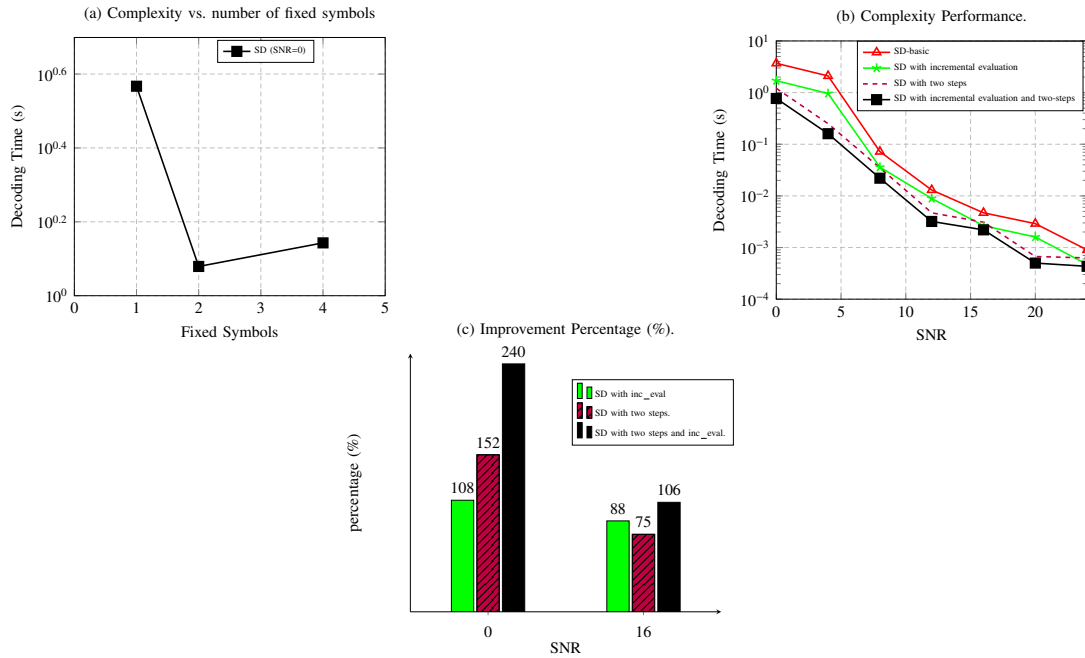 (a) Complexity vs. number of fixed symbols
SD (SNR=0)
Decoding Time (s)
10^0.6
10^0.4
10^0.2
10^0
0 1 2 3 4 5
Fixed Symbols
(b) Complexity Performance.
SD-basic
SD with incremental evaluation
SD with two steps
SD with incremental evaluation and two-steps
Decoding Time (s)
10^1
10^0
10^−1
10^−2
10^−3
10^−4
0 5 10 15 20
SNR
(c) Improvement Percentage (%).
SD with inc_eval
SD with two steps.
SD with two steps and inc_eval.
percentage (%)
108 152 240
88 75 106
0 16
SNR